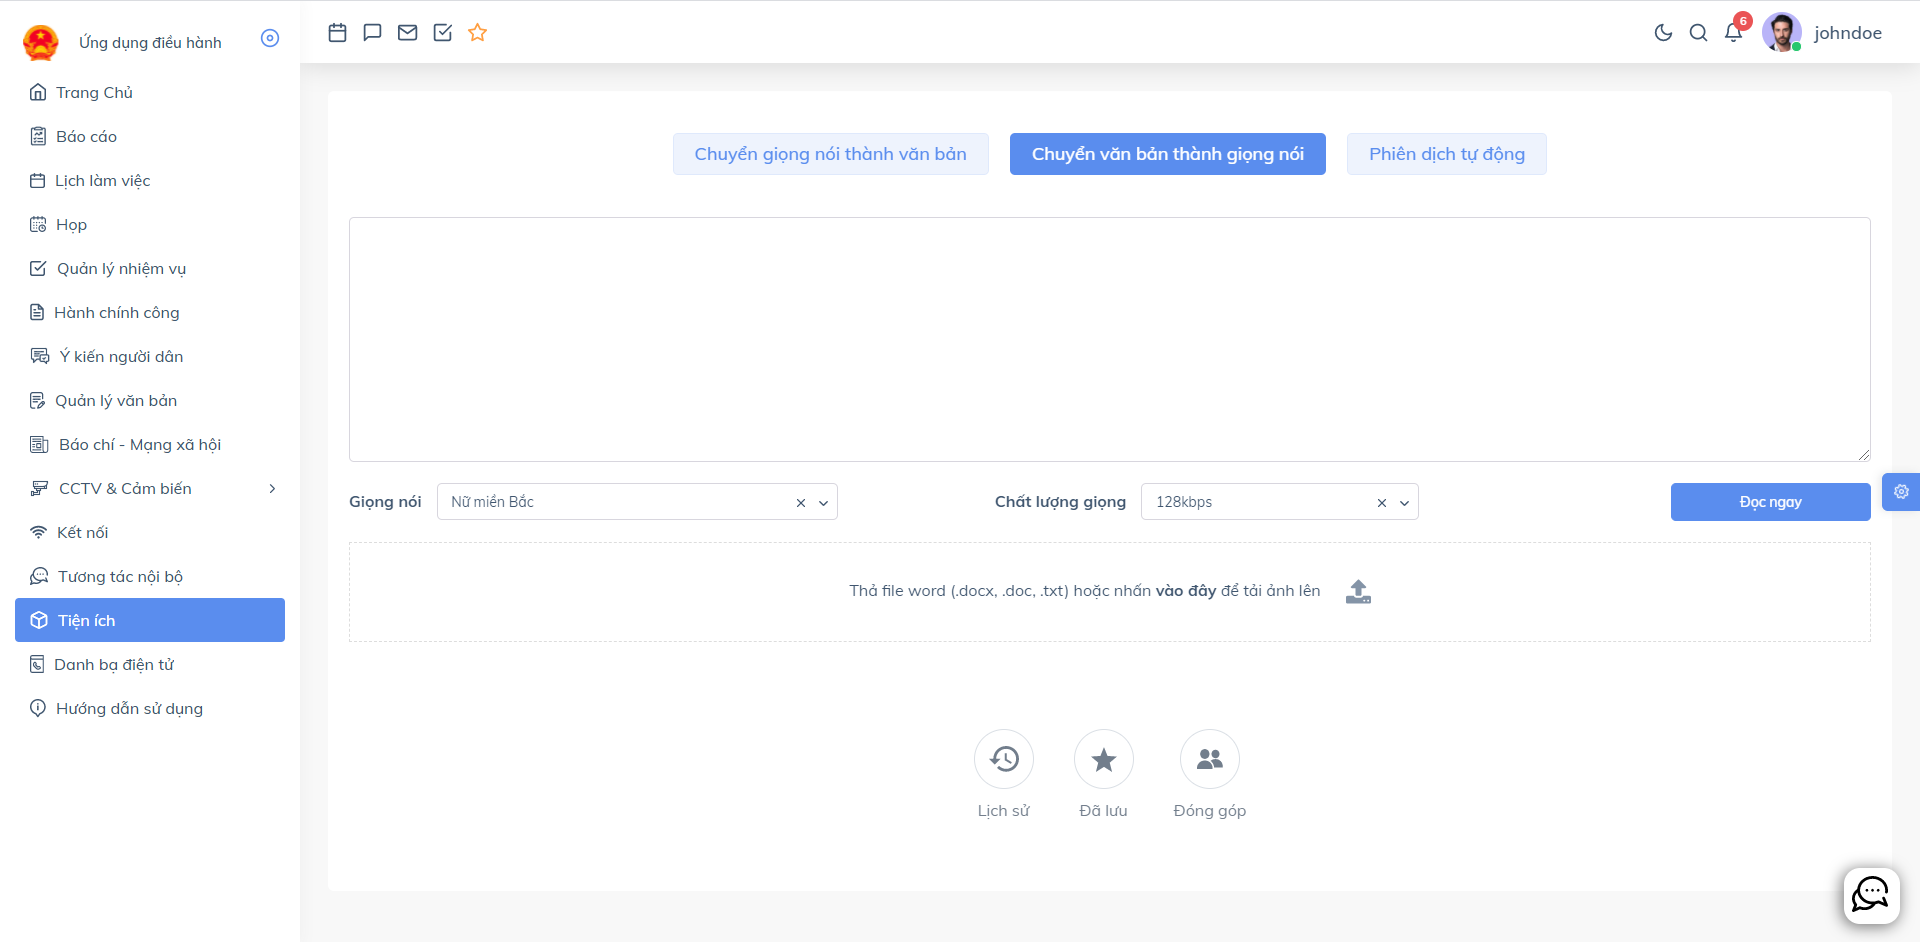 Ứng dụng điều hành
Trang Chủ
Báo cáo
Lịch làm việc
Họp
Quản lý nhiệm vụ
Hành chính công
Ý kiến người dân
Quản lý văn bản
Báo chí - Mạng xã hội
CCTV & Cảm biến
Kết nối
Tương tác nội bộ
Tiện ích
Danh bạ điện tử
Hướng dẫn sử dụng
6
johndoe
Chuyển giọng nói thành văn bản
Chuyển văn bản thành giọng nói
Phiên dịch tự động
Giọng nói
Nữ miền Bắc
Chất lượng giọng
128kbps
Đọc ngay
Thả file word (.docx, .doc, .txt) hoặc nhấn vào đây để tải ảnh lên
Lịch sử
Đã lưu
Đóng góp